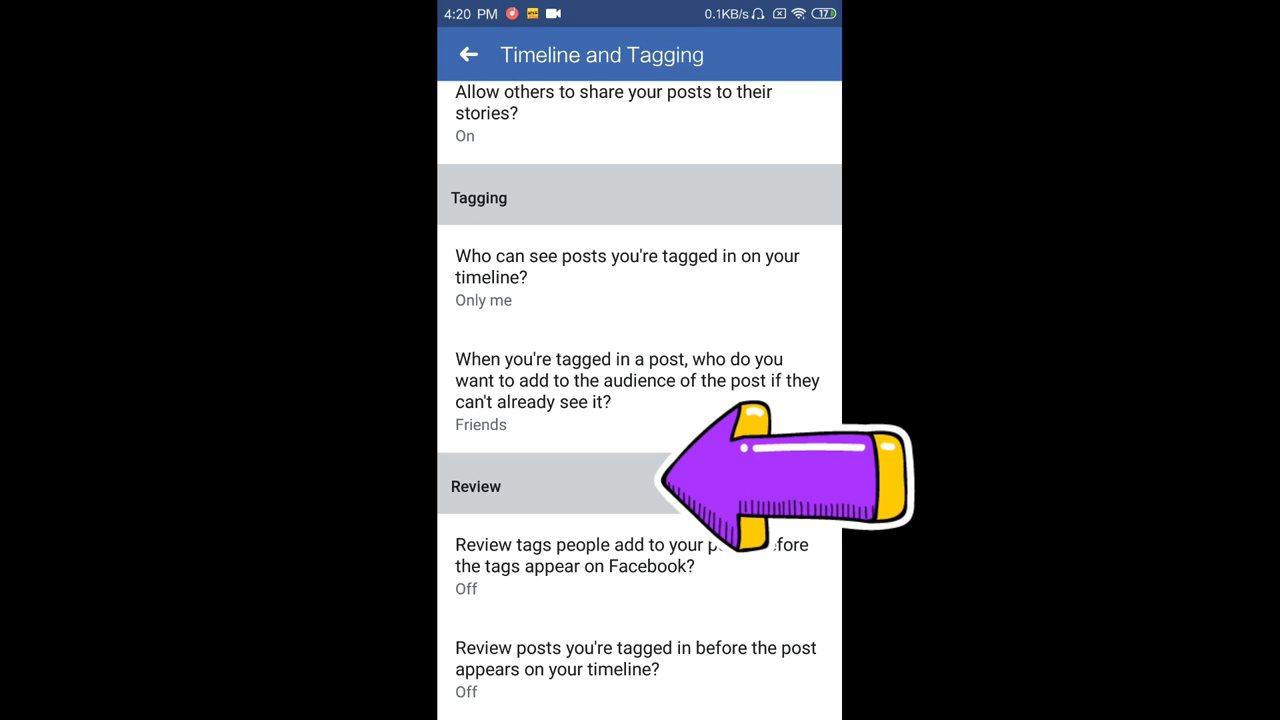 4:20 PM 0.1KB/s 17
Timeline and Tagging
Allow others to share your posts to their
stories?
On
Tagging
Who can see posts you're tagged in on your
timeline?
Only me
When you're tagged in a post, who do you
want to add to the audience of the post if they
can't already see it?
Friends
Review
Review tags people add to your efore
the tags appear on Facebook?
Off
Review posts you're tagged in before the post
appears on your timeline?
Off